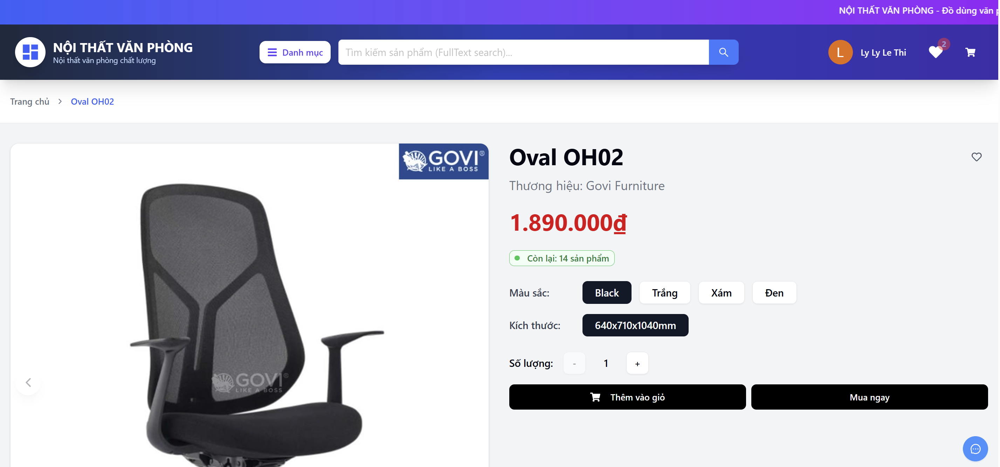 NỘI THẤT VĂN PHÒNG - Đồ dùng văn
NỘI THẤT VĂN PHÒNG
Nội thất văn phòng chất lượng
Danh mục
Tìm kiếm sản phẩm (FullText search)...
L
Ly Ly Le Thi
2
Trang chủ > Oval OH02
GOVI®
LIKE A BOSS
Oval OH02
Thương hiệu: Govi Furniture
1.890.000₫
Còn lại: 14 sản phẩm
Màu sắc: Black Trắng Xám Đen
Kích thước: 640x710x1040mm
Số lượng: - 1 +
GOVI®
LIKE A BOSS
Thêm vào giỏ
Mua ngay